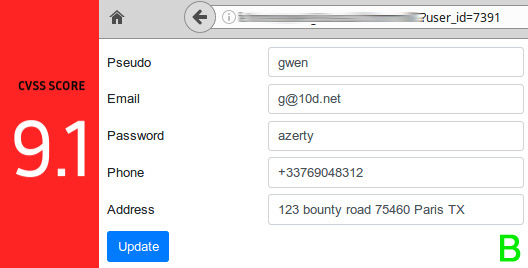 ?user_id=7391
Pseudo gwen
CVSS SCORE
Email g@10d.net
9.1
Password azerty
Phone +33769048312
Address 123 bounty road 75460 Paris TX
Update
B